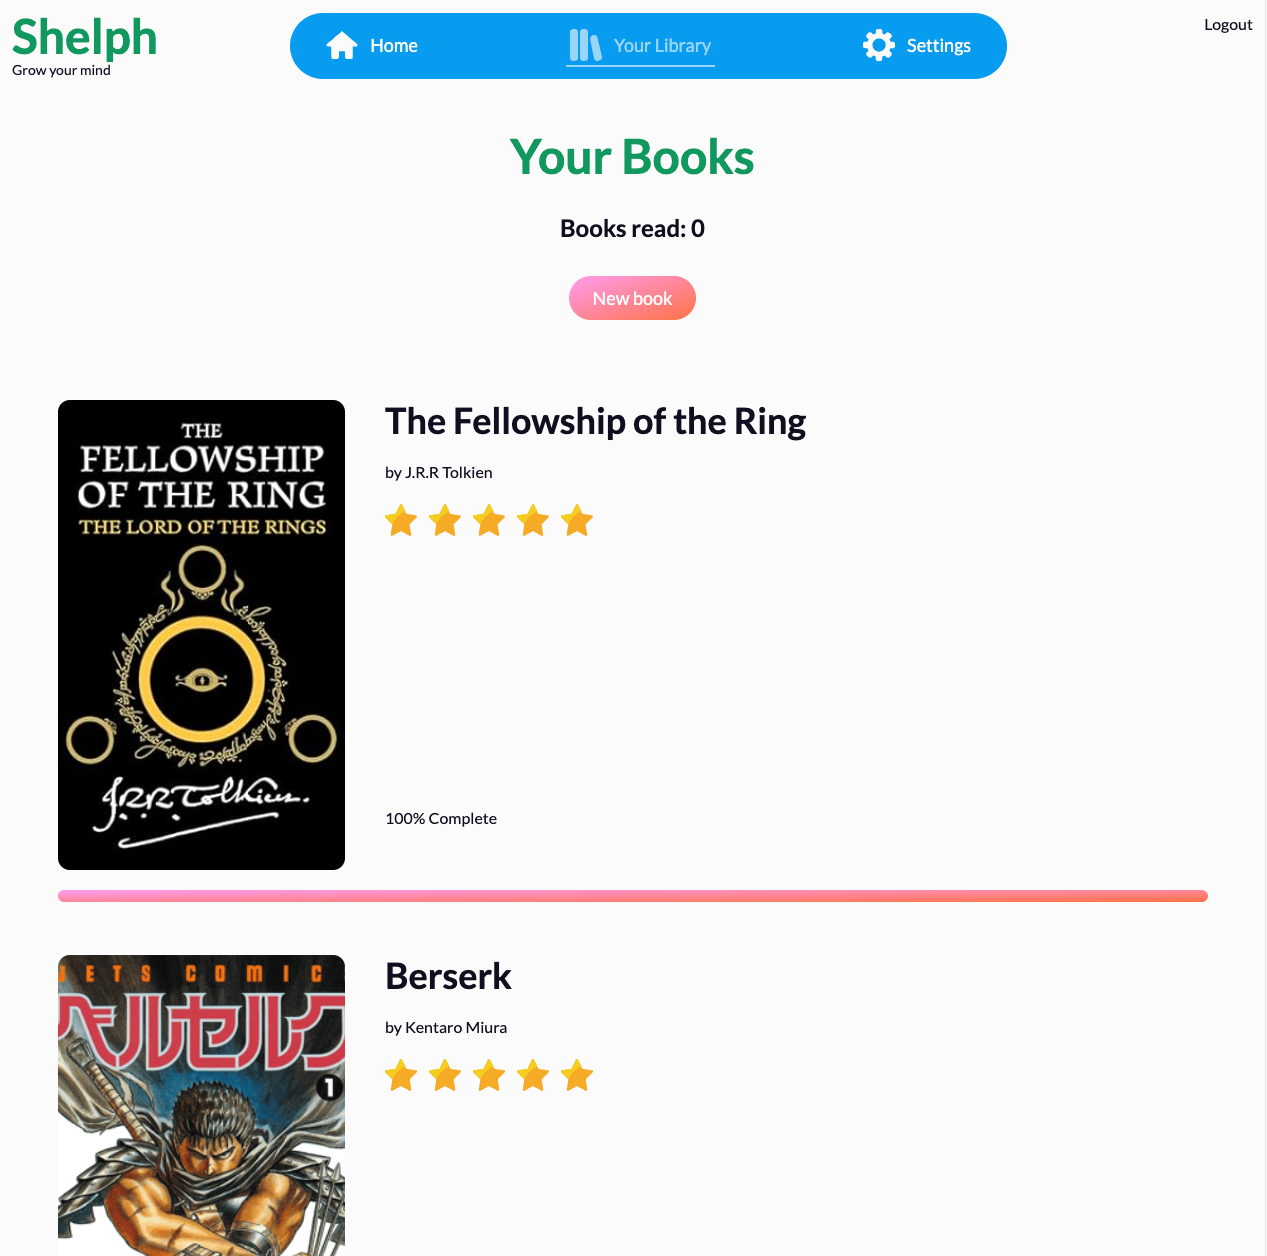 Shelph
Grow your mind
Home
Your Library
Settings
Logout
Your Books
Books read: 0
New book
THE
FELLOWSHIP
OF THE RING
THE LORD OF THE RINGS
J.R.R. Tolkien.
The Fellowship of the Ring
by J.R.R Tolkien
100% Complete
JETS COMICS
ベルセルク
1
Berserk
by Kentaro Miura